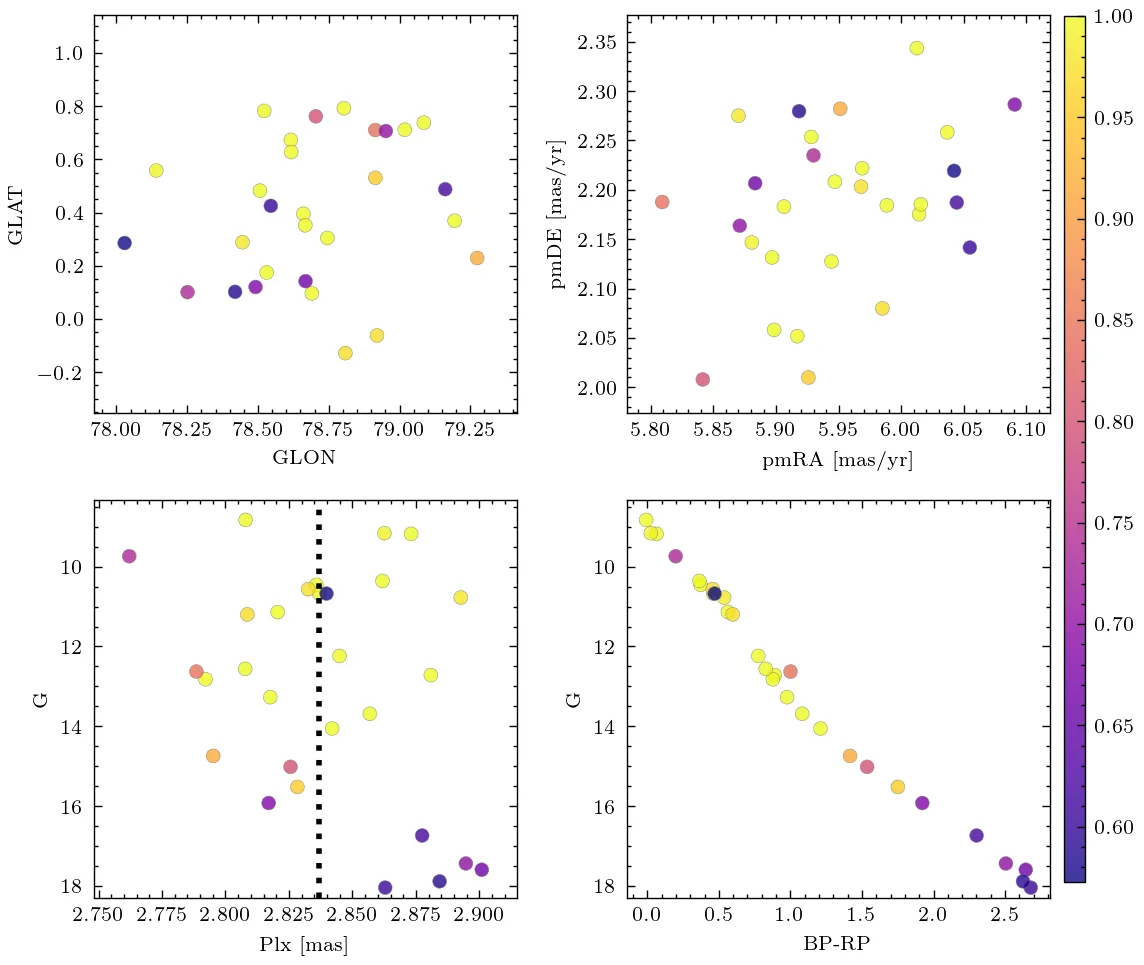 1.0
0.8
0.6
0.4
0.2
0.0
−0.2
GLAT
78.00 78.25 78.50 78.75 79.00 79.25
GLON
2.35
2.30
2.25
2.20
2.15
2.10
2.05
2.00
pmDE [mas/yr]
5.80 5.85 5.90 5.95 6.00 6.05 6.10
pmRA [mas/yr]
10
12
14
16
18
G
2.750 2.775 2.800 2.825 2.850 2.875 2.900
Plx [mas]
10
12
14
16
18
G
0.0 0.5 1.0 1.5 2.0 2.5
BP-RP
1.00
0.95
0.90
0.85
0.80
0.75
0.70
0.65
0.60